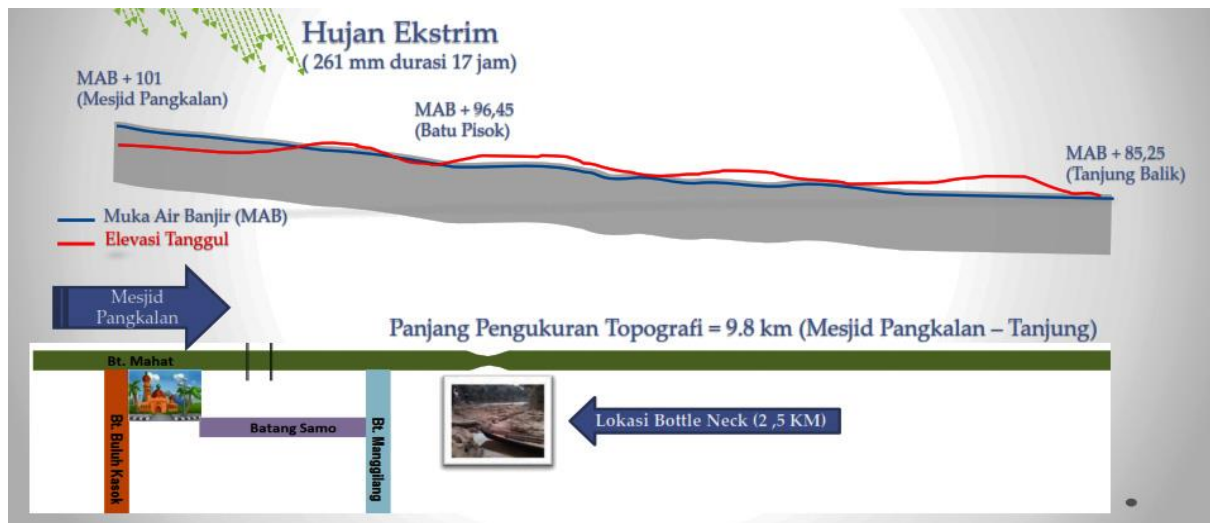 Hujan Ekstrim
( 261 mm durasi 17 jam)
MAB + 101
(Mesjid Pangkalan)
MAB + 96,45
(Batu Pisok)
MAB + 85,25
(Tanjung Balik)
Muka Air Banjir (MAB)
Elevasi Tanggul
Mesjid
Pangkalan
Panjang Pengukuran Topografi = 9.8 km (Mesjid Pangkalan – Tanjung)
Bt. Mahat
Bt. Buluh Kasok
Batang Samo
Bt. Manggilang
Lokasi Bottle Neck (2 ,5 KM)